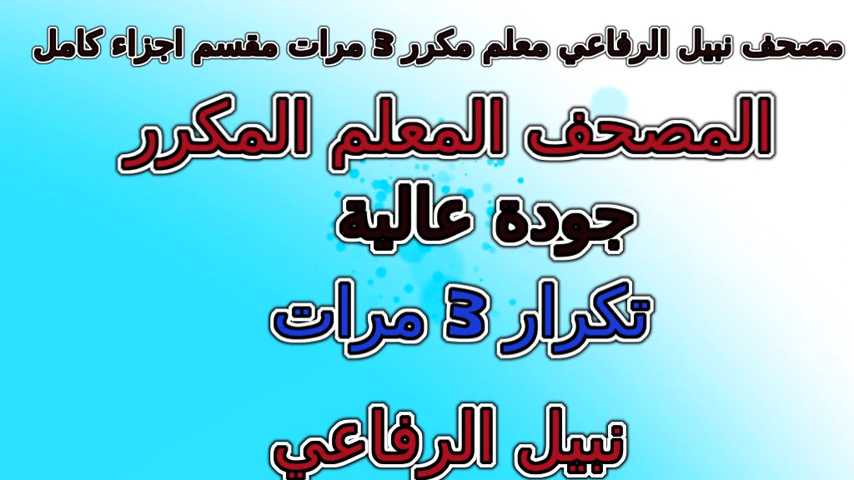 مصحف نبيل الرفاعي معلم مكرر 3 مرات مقسم اجزاء كامل
المصحف المعلم المكرر
جودة عالية
تكرار 3 مرات
نبيل الرفاعي